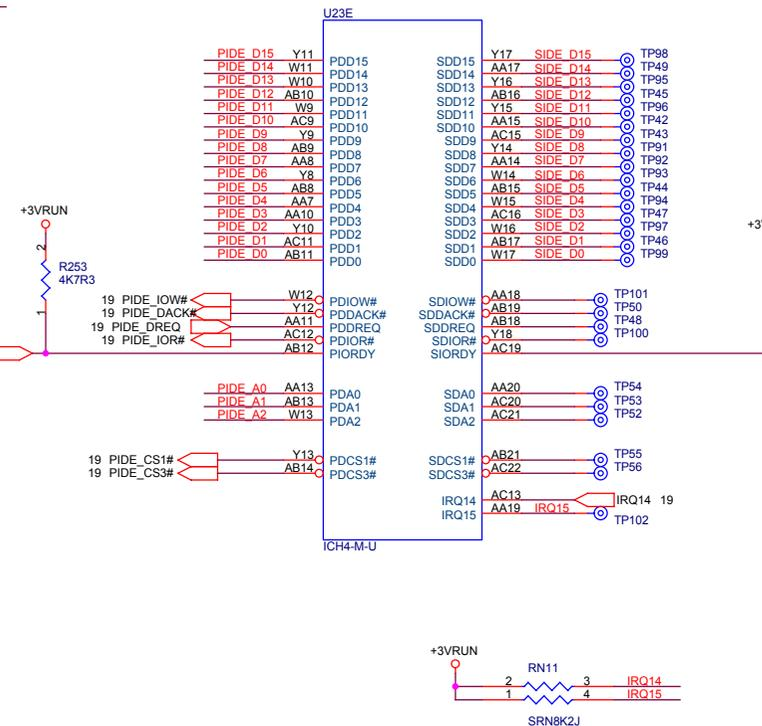 U23E
PIDE_D15 Y11 PDD15 SDD15 Y17 SIDE_D15 TP98
PIDE_D14 W11 PDD14 SDD14 AA17 SIDE_D14 TP49
PIDE_D13 W10 PDD13 SDD13 Y16 SIDE_D13 TP95
PIDE_D12 AB10 PDD12 SDD12 AB16 SIDE_D12 TP45
PIDE_D11 W9 PDD11 SDD11 Y15 SIDE_D11 TP96
PIDE_D10 AC9 PDD10 SDD10 AA15 SIDE_D10 TP42
PIDE_D9 Y9 PDD9 SDD9 AC15 SIDE_D9 TP43
PIDE_D8 AB9 PDD8 SDD8 Y14 SIDE_D8 TP91
PIDE_D7 AA8 PDD7 SDD7 AA14 SIDE_D7 TP92
PIDE_D6 Y8 PDD6 SDD6 W14 SIDE_D6 TP93
PIDE_D5 AB8 PDD5 SDD5 AB15 SIDE_D5 TP44
PIDE_D4 AA7 PDD4 SDD4 W15 SIDE_D4 TP94
PIDE_D3 AA10 PDD3 SDD3 AC16 SIDE_D3 TP47
PIDE_D2 Y10 PDD2 SDD2 W16 SIDE_D2 TP97
PIDE_D1 AC11 PDD1 SDD1 AB17 SIDE_D1 TP46
PIDE_D0 AB11 PDD0 SDD0 W17 SIDE_D0 TP99
+3VRUN
2
R253
4K7R3
1
19 PIDE_IOW# W12 PDIOW# SDIOW# AA18 TP101
19 PIDE_DACK# Y12 PDDACK# SDDACK# AB19 TP50
19 PIDE_DREQ AA11 PDDREQ SDDREQ AB18 TP48
19 PIDE_IOR# AC12 PDIOR# SDIOR# Y18 TP100
AB12 PIORDY SIORDY AC19
PIDE_A0 AA13 PDA0 SDA0 AA20 TP54
PIDE_A1 AB13 PDA1 SDA1 AC20 TP53
PIDE_A2 W13 PDA2 SDA2 AC21 TP52
19 PIDE_CS1# Y13 PDCS1# SDCS1# AB21 TP55
19 PIDE_CS3# AB14 PDCS3# SDCS3# AC22 TP56
IRQ14 AC13 IRQ14 19
IRQ15 AA19 IRQ15 TP102
ICH4-M-U
+3VRUN
RN11
2 3 IRQ14
1 4 IRQ15
SRN8K2J